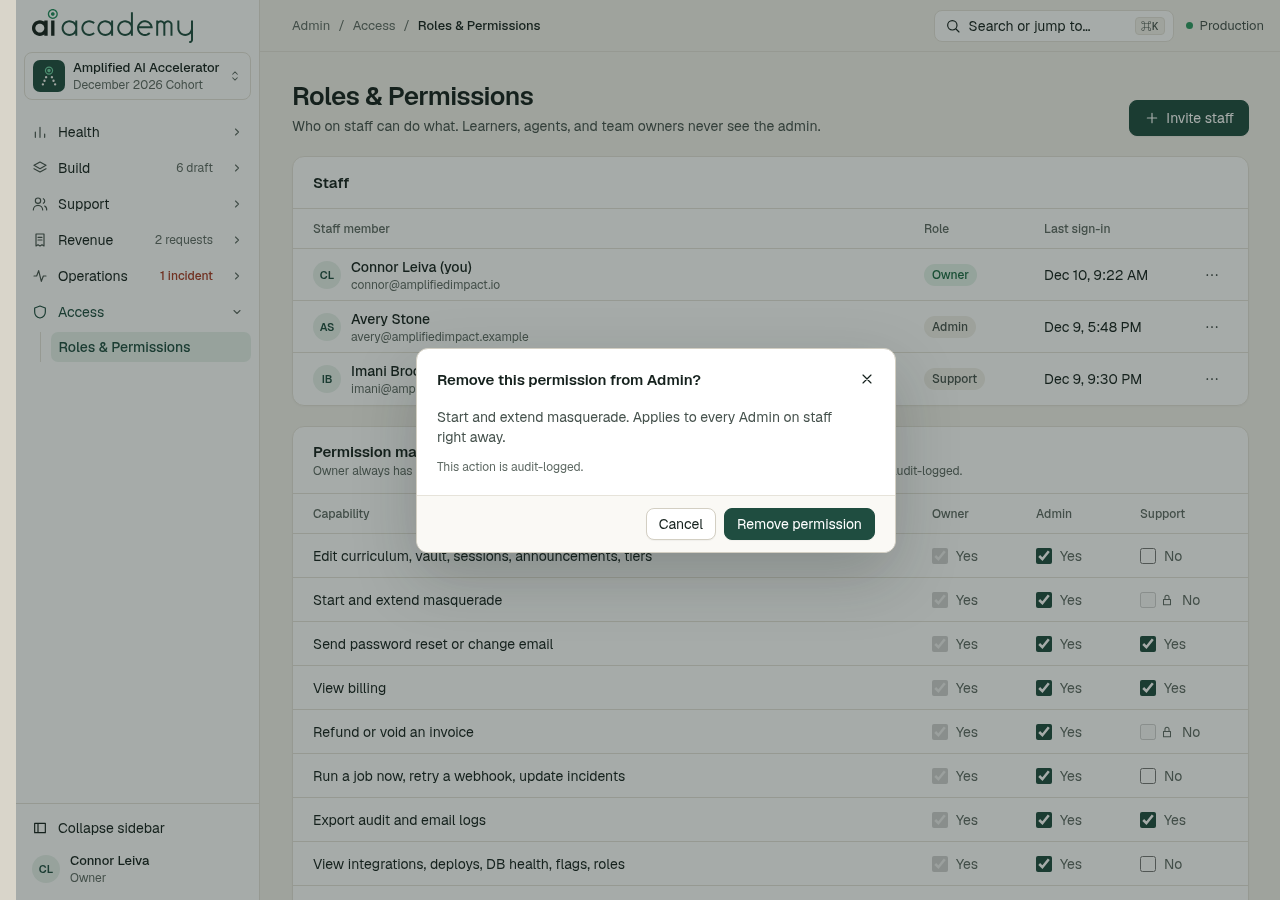 ai academy
Amplified AI Accelerator
December 2026 Cohort
Health
Build 6 draft
Support
Revenue 2 requests
Operations 1 incident
Access
Roles & Permissions
Collapse sidebar
CL
Connor Leiva
Owner
Admin / Access / Roles & Permissions
Search or jump to... ⌘K
Production
Roles & Permissions
Who on staff can do what. Learners, agents, and team owners never see the admin.
Invite staff
Staff
Staff member Role Last sign-in
CL Connor Leiva (you) Owner Dec 10, 9:22 AM
connor@amplifiedimpact.io
AS Avery Stone Admin Dec 9, 5:48 PM
avery@amplifiedimpact.example
IB Imani Support Dec 9, 9:30 PM
Remove this permission from Admin?
Start and extend masquerade. Applies to every Admin on staff
right away.
This action is audit-logged.
Cancel Remove permission
Permission
Owner always has udit-logged.
Capability Owner Admin Support
Edit curriculum, vault, sessions, announcements, tiers Yes Yes No
Start and extend masquerade Yes Yes No
Send password reset or change email Yes Yes Yes
View billing Yes Yes Yes
Refund or void an invoice Yes Yes No
Run a job now, retry a webhook, update incidents Yes Yes No
Export audit and email logs Yes Yes Yes
View integrations, deploys, DB health, flags, roles Yes Yes No